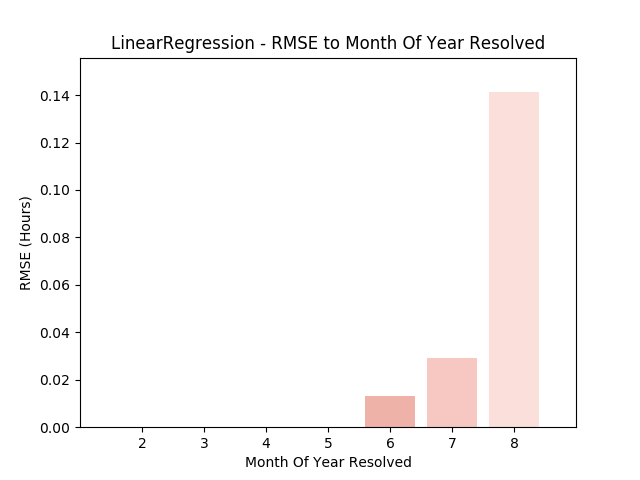 LinearRegression - RMSE to Month Of Year Resolved
0.14
0.12
0.10
0.08
0.06
0.04
0.02
0.00
RMSE (Hours)
2 3 4 5 6 7 8
Month Of Year Resolved